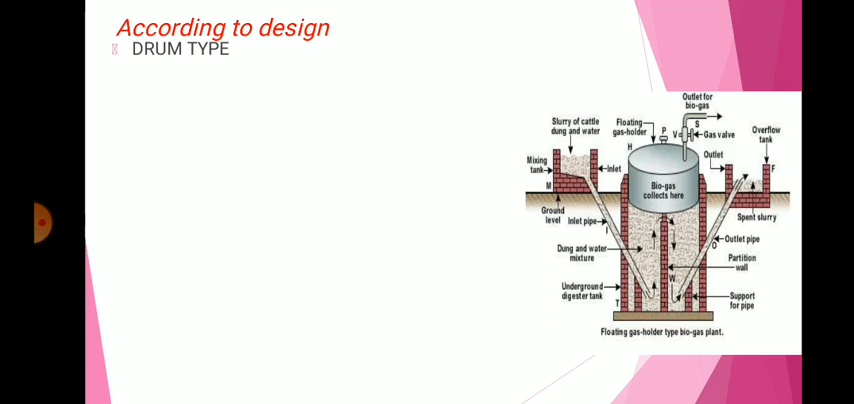 According to design
DRUM TYPE
Outlet for
bio-gas
Slurry of cattle
dung and water
Floating
gas-holder
P
S
V
Gas valve
Overflow
tank
H
Mixing
tank
Inlet
Outlet
F
M
Bio-gas
collects here
Ground
level
Inlet pipe
I
Spent slurry
Dung and water
mixture
Outlet pipe
O
Partition
wall
W
Underground
digester tank
T
Support
for pipe
Floating gas-holder type bio-gas plant.